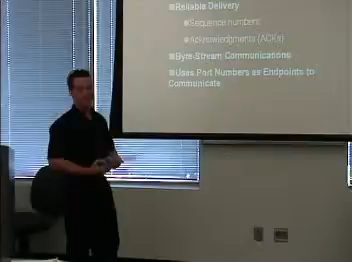 Reliable Delivery
Sequence numbers
Acknowledgments (ACKs)
Byte-Stream Communications
Uses Port Numbers as Endpoints to
Communicate